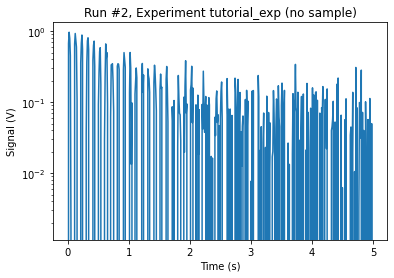 Run #2, Experiment tutorial_exp (no sample)
Signal (V)
10⁰
10⁻¹
10⁻²
0 1 2 3 4 5
Time (s)